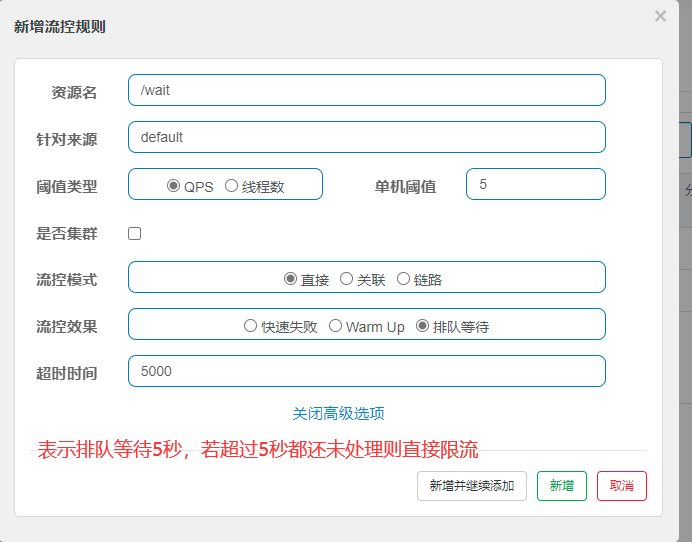 新增流控规则
×
资源名 /wait
针对来源 default
阈值类型 QPS 线程数 单机阈值 5
是否集群
流控模式 直接 关联 链路
流控效果 快速失败 Warm Up 排队等待
超时时间 5000
关闭高级选项
表示排队等待5秒，若超过5秒都还未处理则直接限流
新增并继续添加 新增 取消